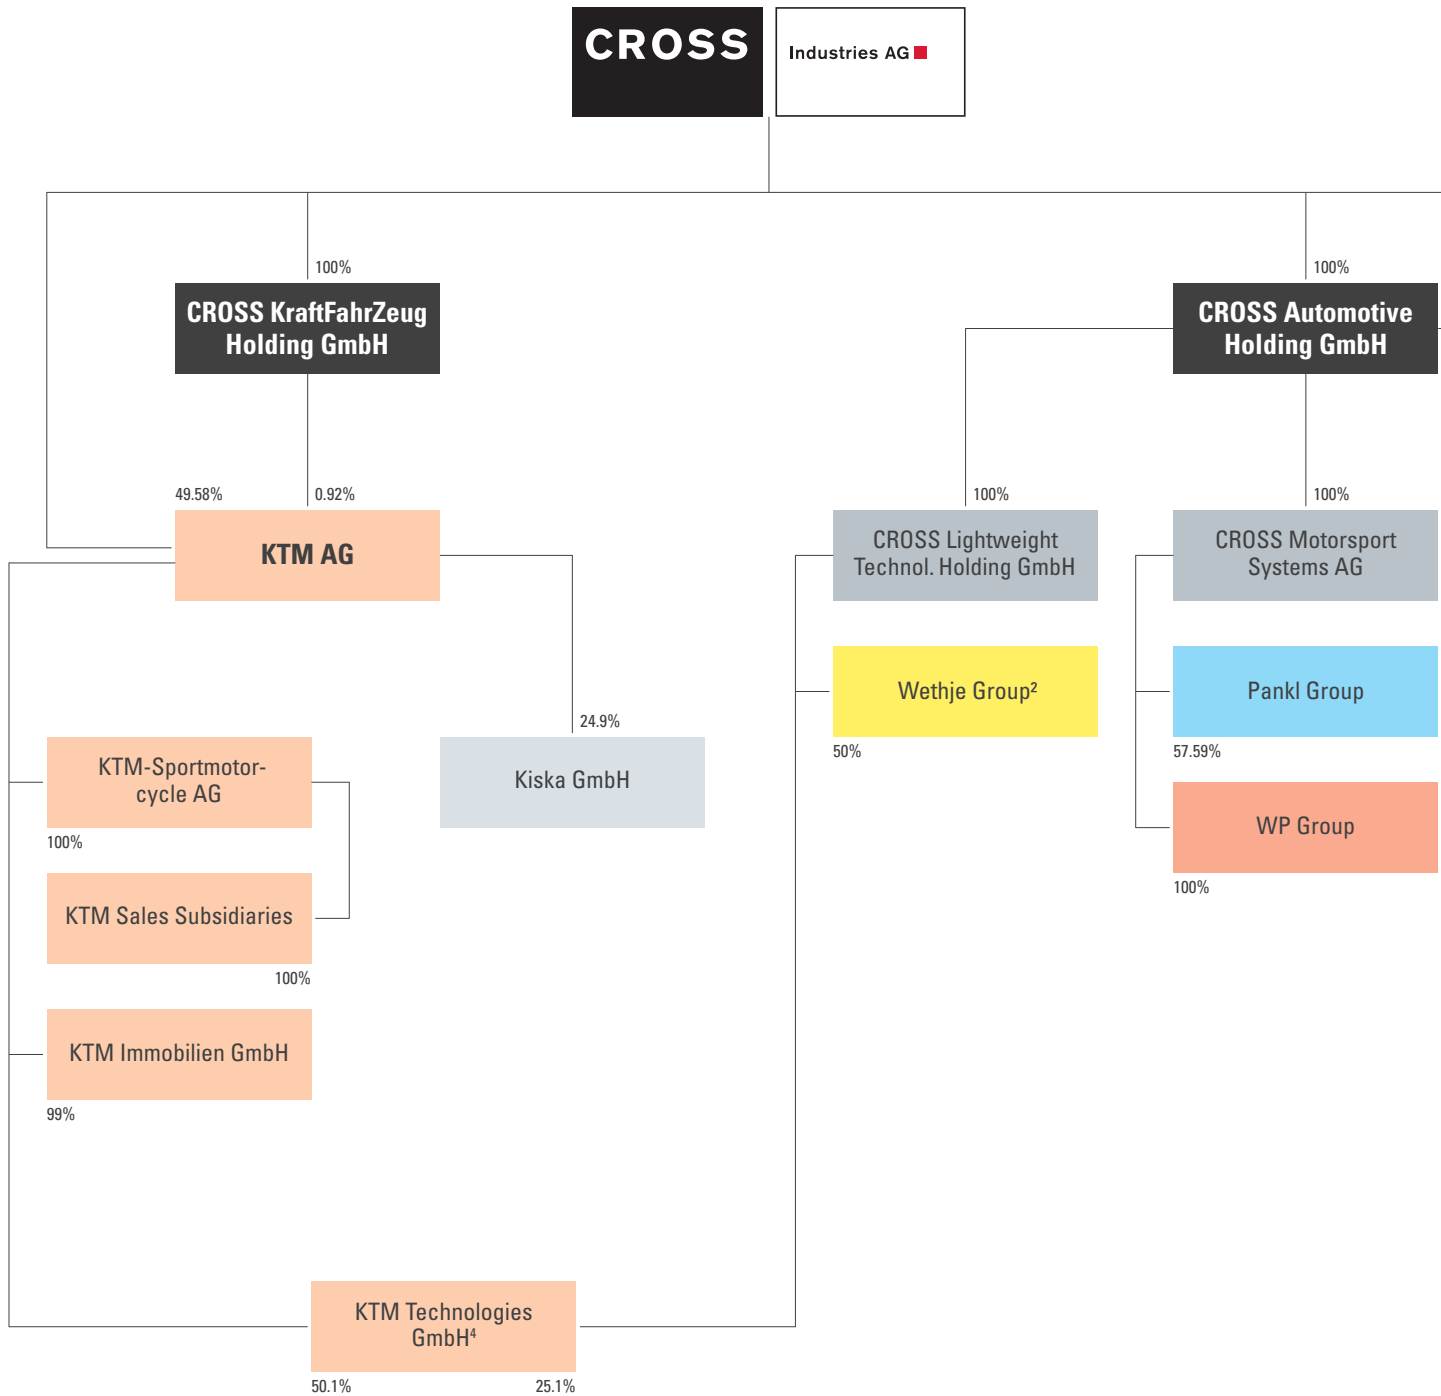 CROSS
Industries AG
100%
100%
CROSS KraftFahrZeug
Holding GmbH
CROSS Automotive
Holding GmbH
49.58%
0.92%
100%
100%
KTM AG
CROSS Lightweight
Technol. Holding GmbH
CROSS Motorsport
Systems AG
Wethje Group²
Pankl Group
24.9%
50%
57.59%
KTM-Sportmotor-
cycle AG
Kiska GmbH
WP Group
100%
100%
KTM Sales Subsidiaries
100%
KTM Immobilien GmbH
99%
KTM Technologies
GmbH⁴
50.1%
25.1%